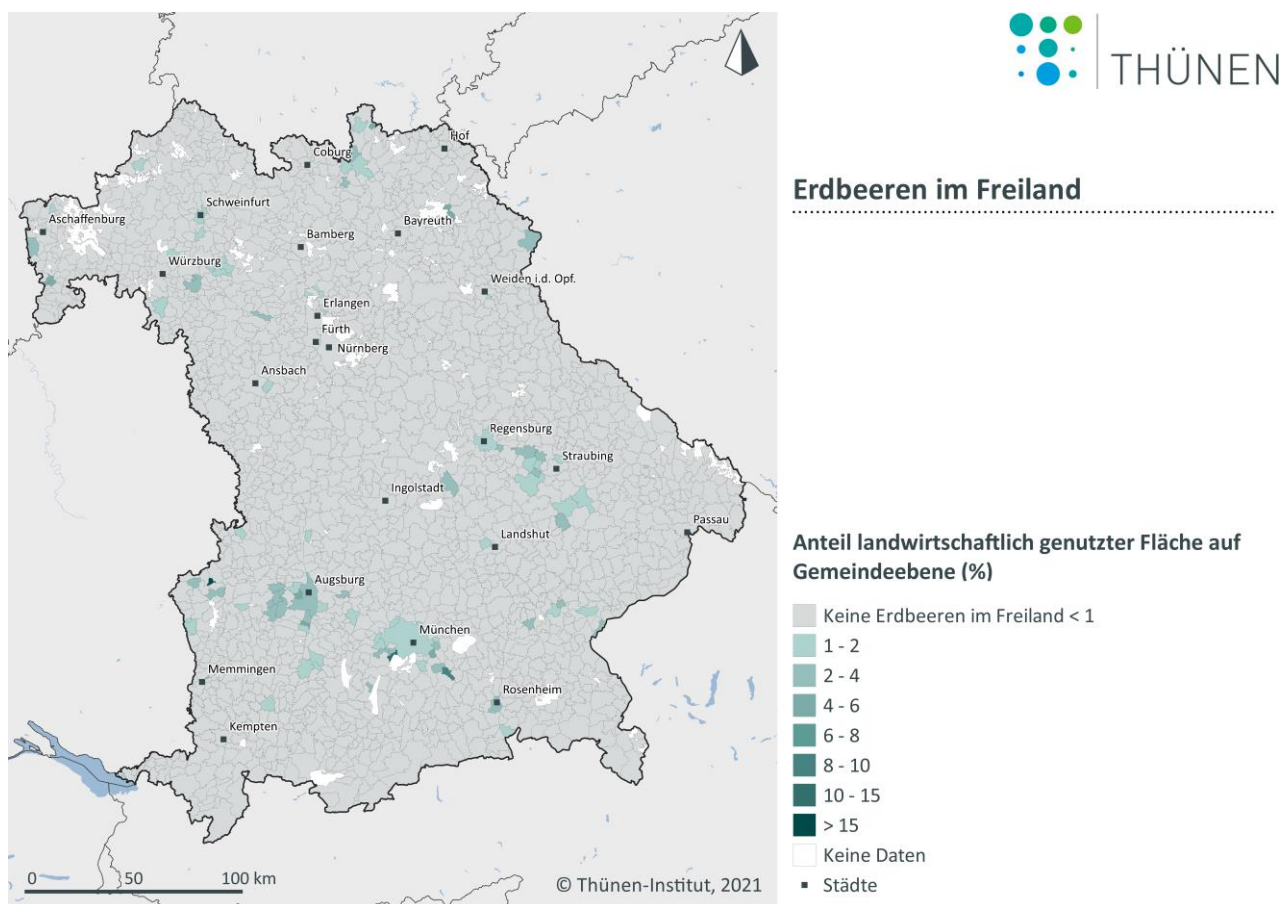 THÜNEN
Erdbeeren im Freiland
Hof
Coburg
Schweinfurt
Aschaffenburg
Bayreuth
Bamberg
Würzburg
Weiden i.d. Opf.
Erlangen
Fürth
Nürnberg
Ansbach
Regensburg
Straubing
Ingolstadt
Passau
Landshut
Augsburg
München
Memmingen
Rosenheim
Kempten
0 50 100 km
© Thünen-Institut, 2021
Anteil landwirtschaftlich genutzter Fläche auf
Gemeindeebene (%)
Keine Erdbeeren im Freiland < 1
1 - 2
2 - 4
4 - 6
6 - 8
8 - 10
10 - 15
> 15
Keine Daten
Städte